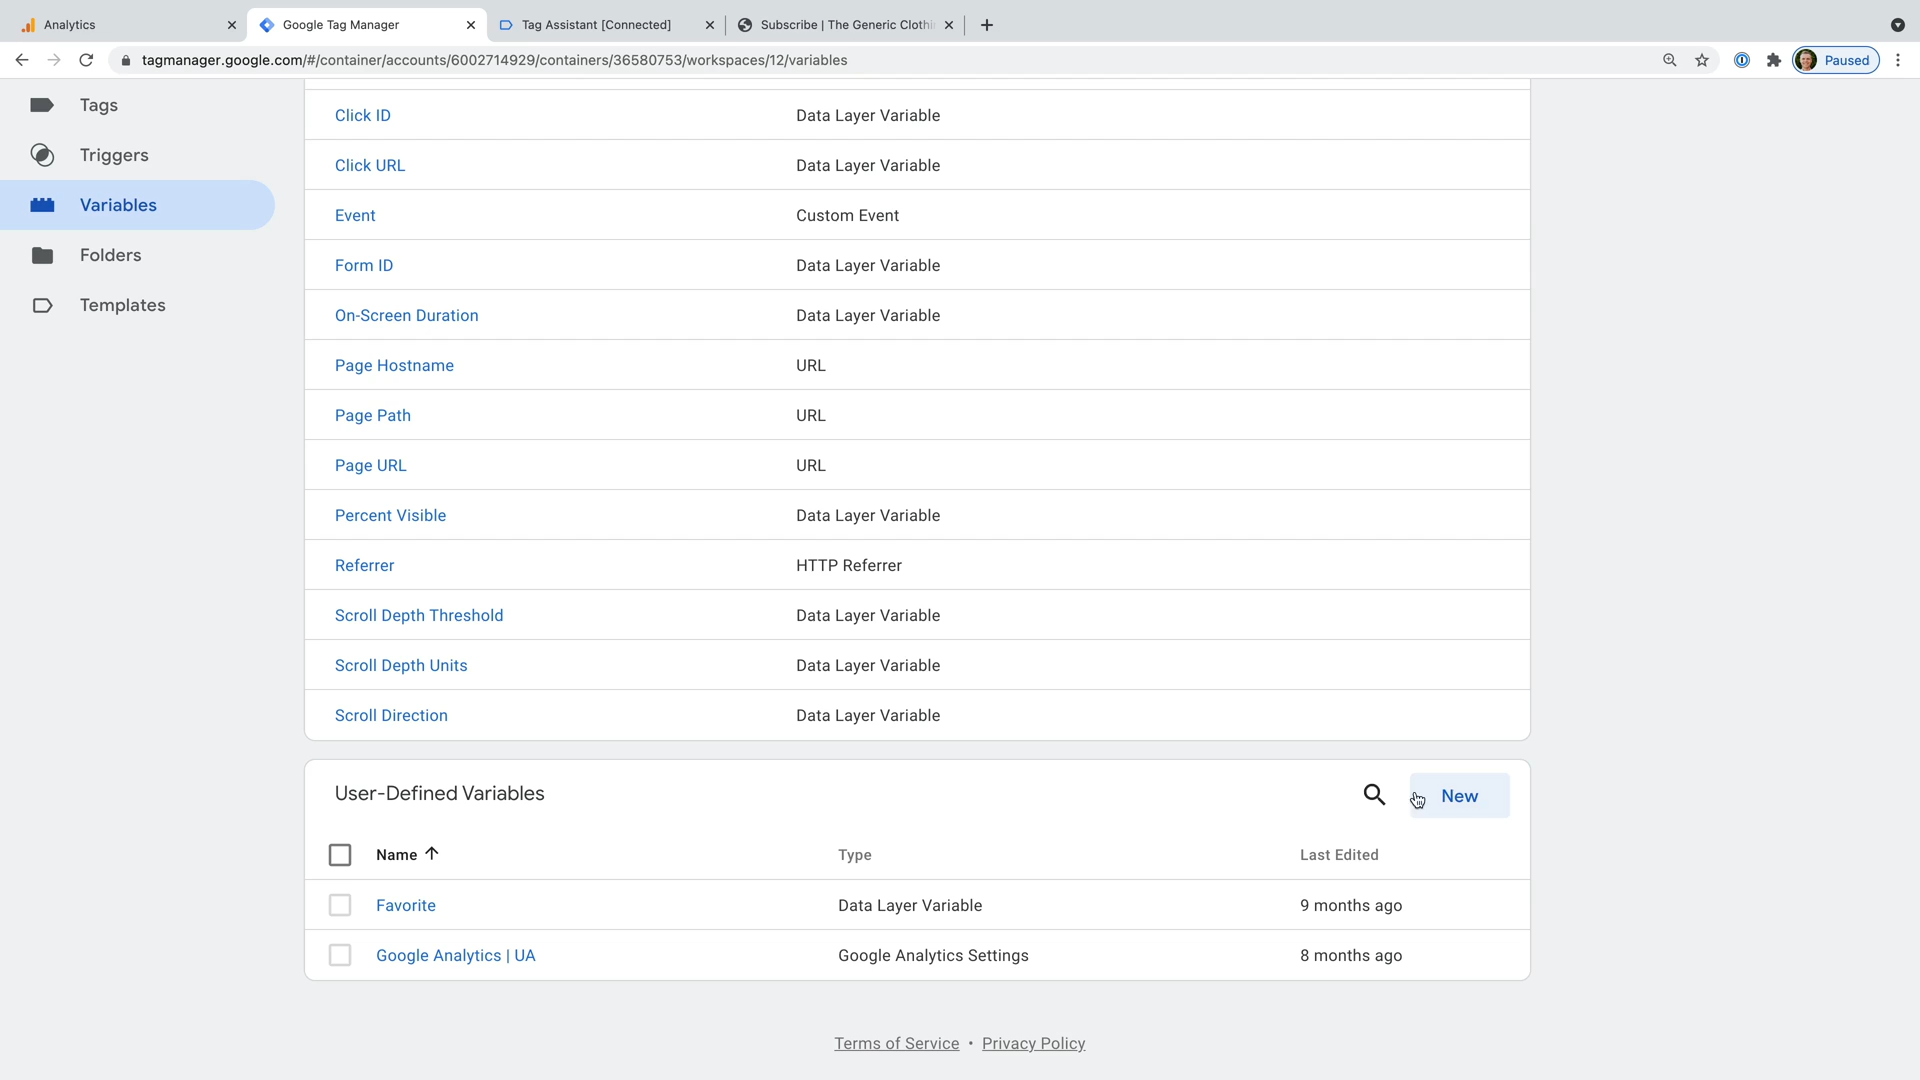 Analytics
Google Tag Manager
Tag Assistant [Connected]
Subscribe | The Generic Clothi
tagmanager.google.com/#/container/accounts/6002714929/containers/36580753/workspaces/12/variables
Paused
Tags
Triggers
Variables
Folders
Templates
Click ID Data Layer Variable
Click URL Data Layer Variable
Event Custom Event
Form ID Data Layer Variable
On-Screen Duration Data Layer Variable
Page Hostname URL
Page Path URL
Page URL URL
Percent Visible Data Layer Variable
Referrer HTTP Referrer
Scroll Depth Threshold Data Layer Variable
Scroll Depth Units Data Layer Variable
Scroll Direction Data Layer Variable
User-Defined Variables New
Name Type Last Edited
Favorite Data Layer Variable 9 months ago
Google Analytics | UA Google Analytics Settings 8 months ago
Terms of Service • Privacy Policy